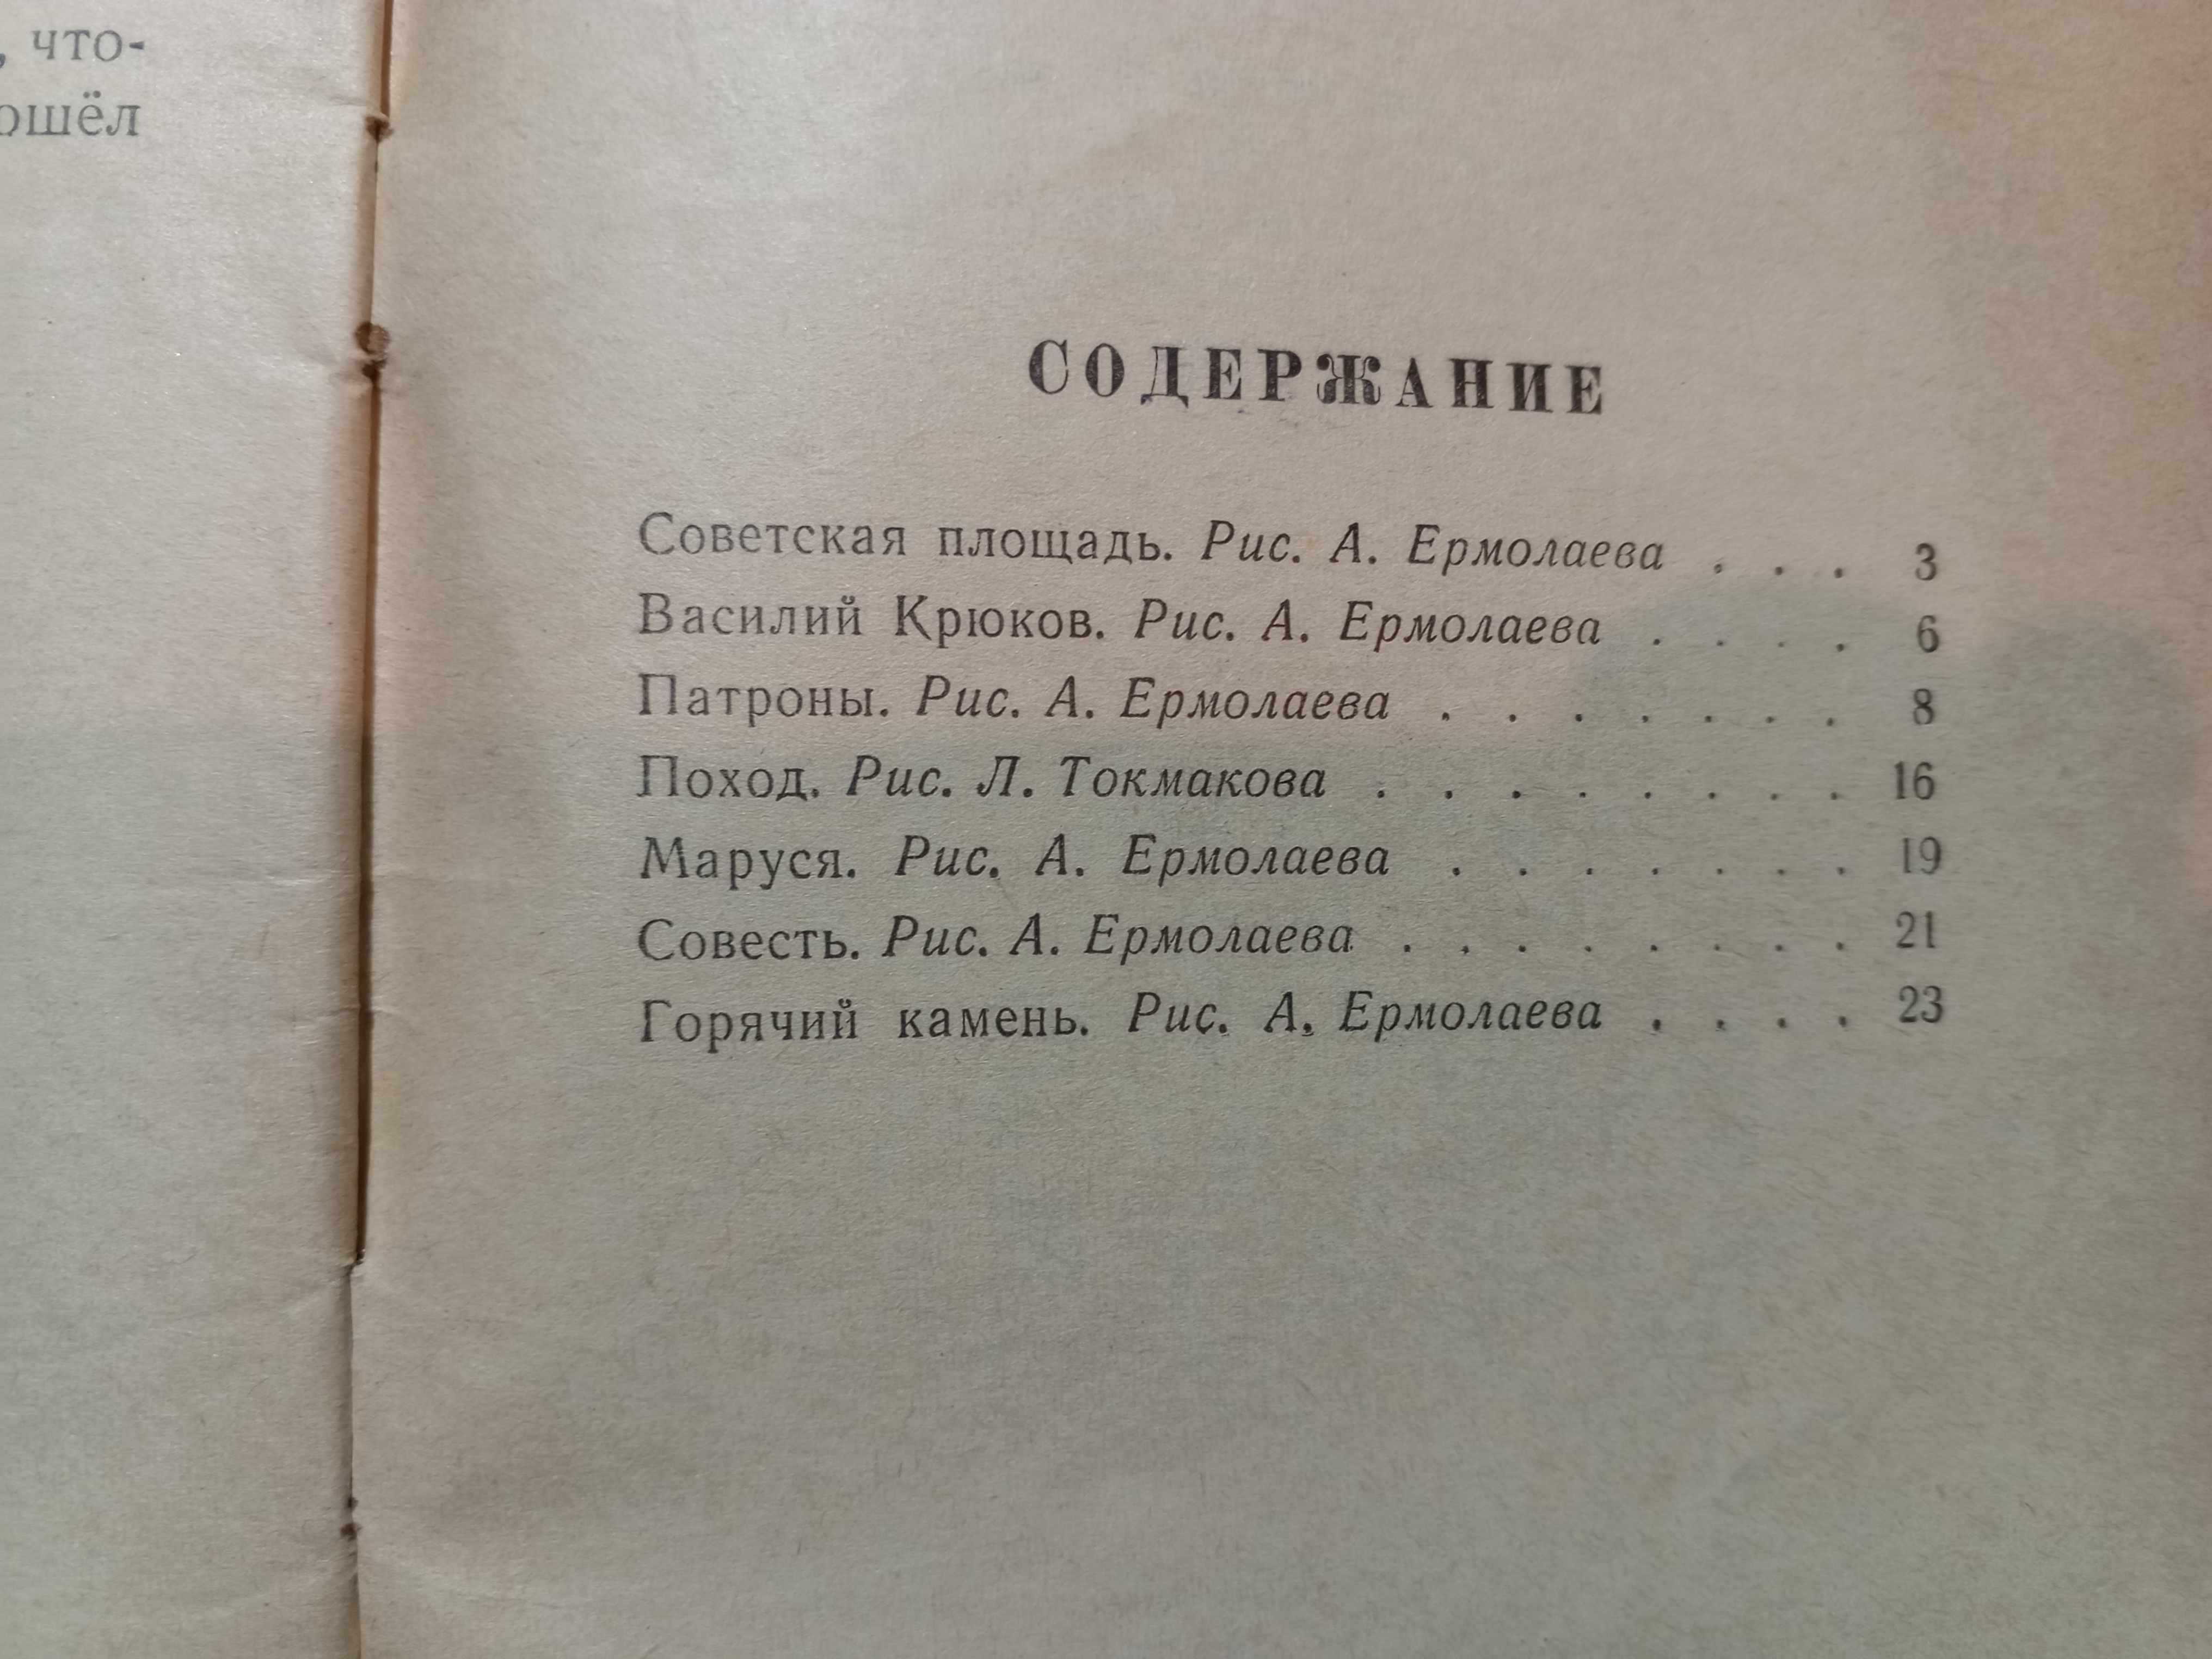 , что-
ошёл
СОДЕРЖАНИЕ
Советская площадь. Рис. А. Ермолаева . . . 3
Василий Крюков. Рис. А. Ермолаева . . . . 6
Патроны. Рис. А. Ермолаева . . . . . . . 8
Поход. Рис. Л. Токмакова . . . . . . . . 16
Маруся. Рис. А. Ермолаева . . . . . . . 19
Совесть. Рис. А. Ермолаева . . . . . . . . 21
Горячий камень. Рис. А. Ермолаева . . . . 23